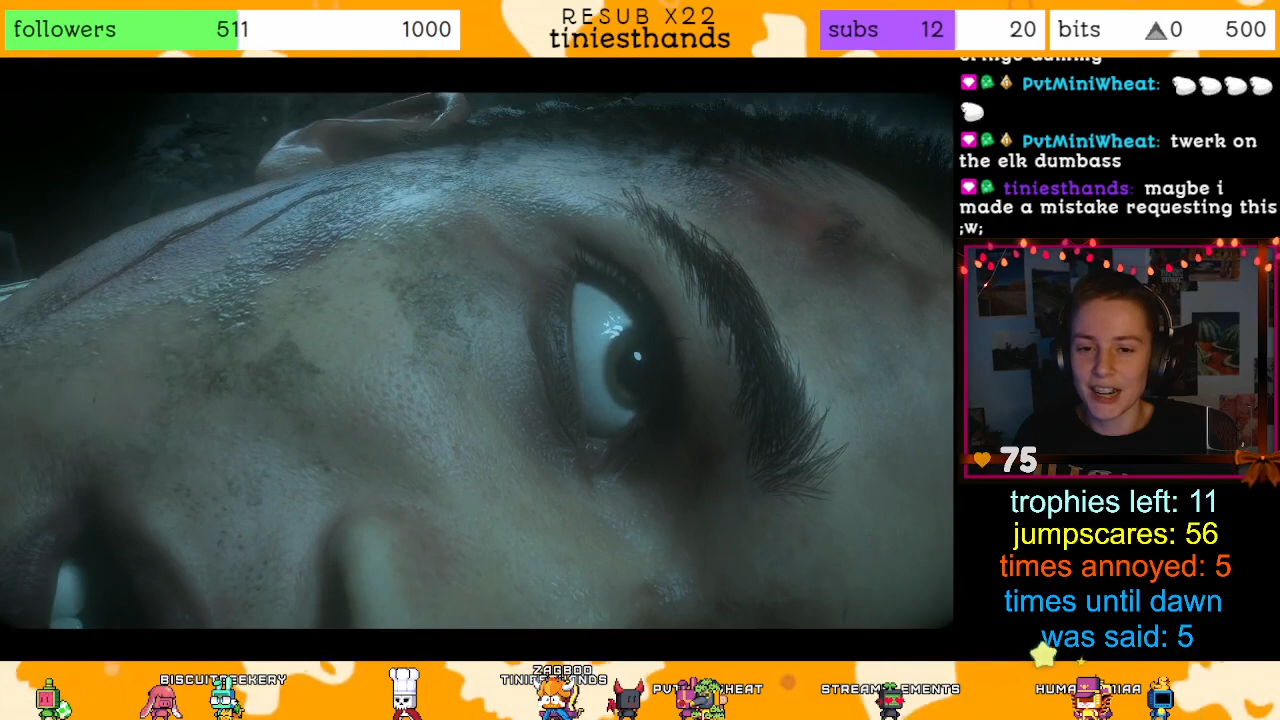 followers 511 1000
RESUB X22
tiniesthands
subs 12 20
bits 0 500
PvtMiniWheat:
PvtMiniWheat: twerk on
the elk dumbass
tiniesthands: maybe i
made a mistake requesting this
;w;
75
trophies left: 11
jumpscares: 56
times annoyed: 5
times until dawn
was said: 5
ZAGBOO